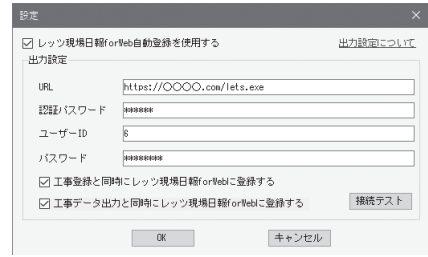 設定
レッツ現場日報forWeb自動登録を使用する 出力設定について
出力設定
URL https://〇〇〇〇.com/lets.exe
認証パスワード ******
ユーザーID 6
パスワード ********
工事登録と同時にレッツ現場日報forWebに登録する
工事データ出力と同時にレッツ現場日報forWebに登録する 接続テスト
OK キャンセル